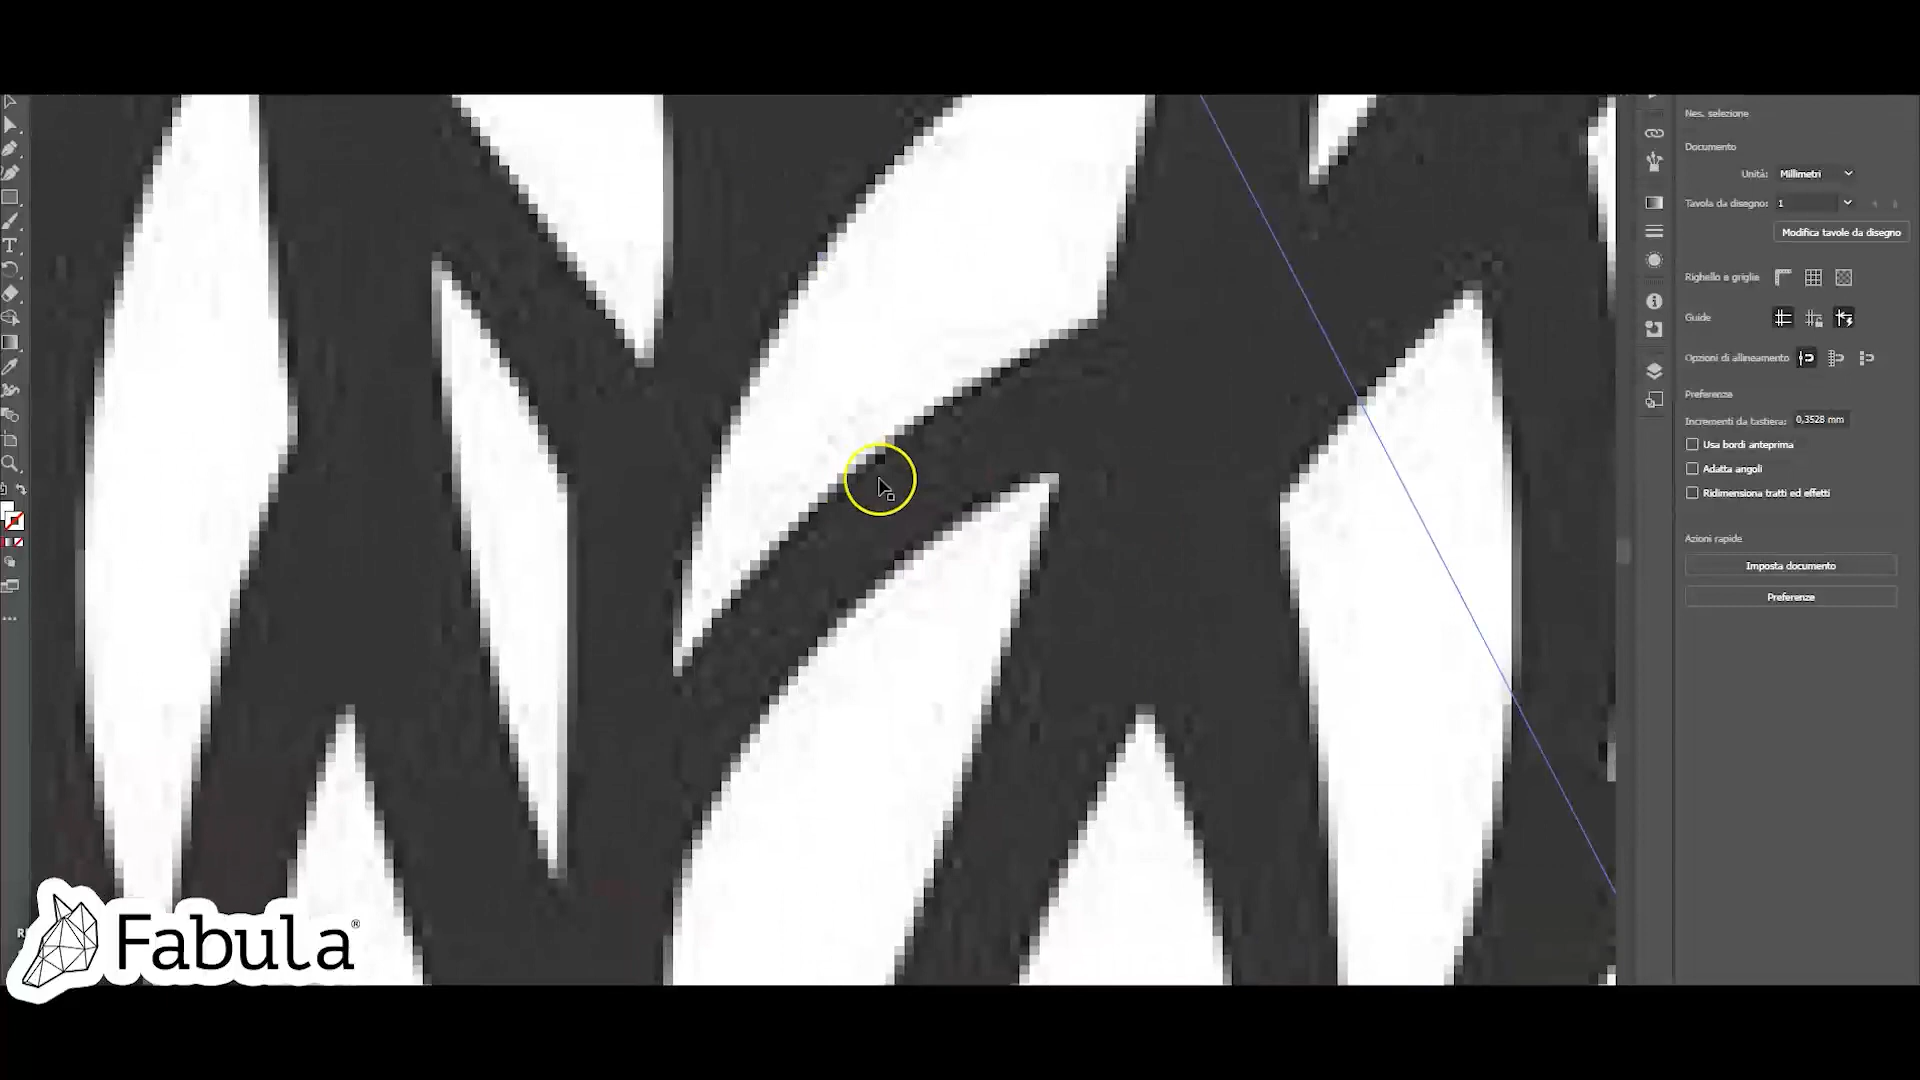 Nes. selezione
Documento
Unità: Millimetri
Tavola da disegno: 1
Modifica tavole da disegno
Righello e griglie
Guide
Opzioni di allineamento
Preferenze
Incrementi da tastiera: 0,3528 mm
Usa bordi anteprima
Adatta angoli
Ridimensiona tratti ed effetti
Azioni rapide
Imposta documento
Preferenze
Fabula®